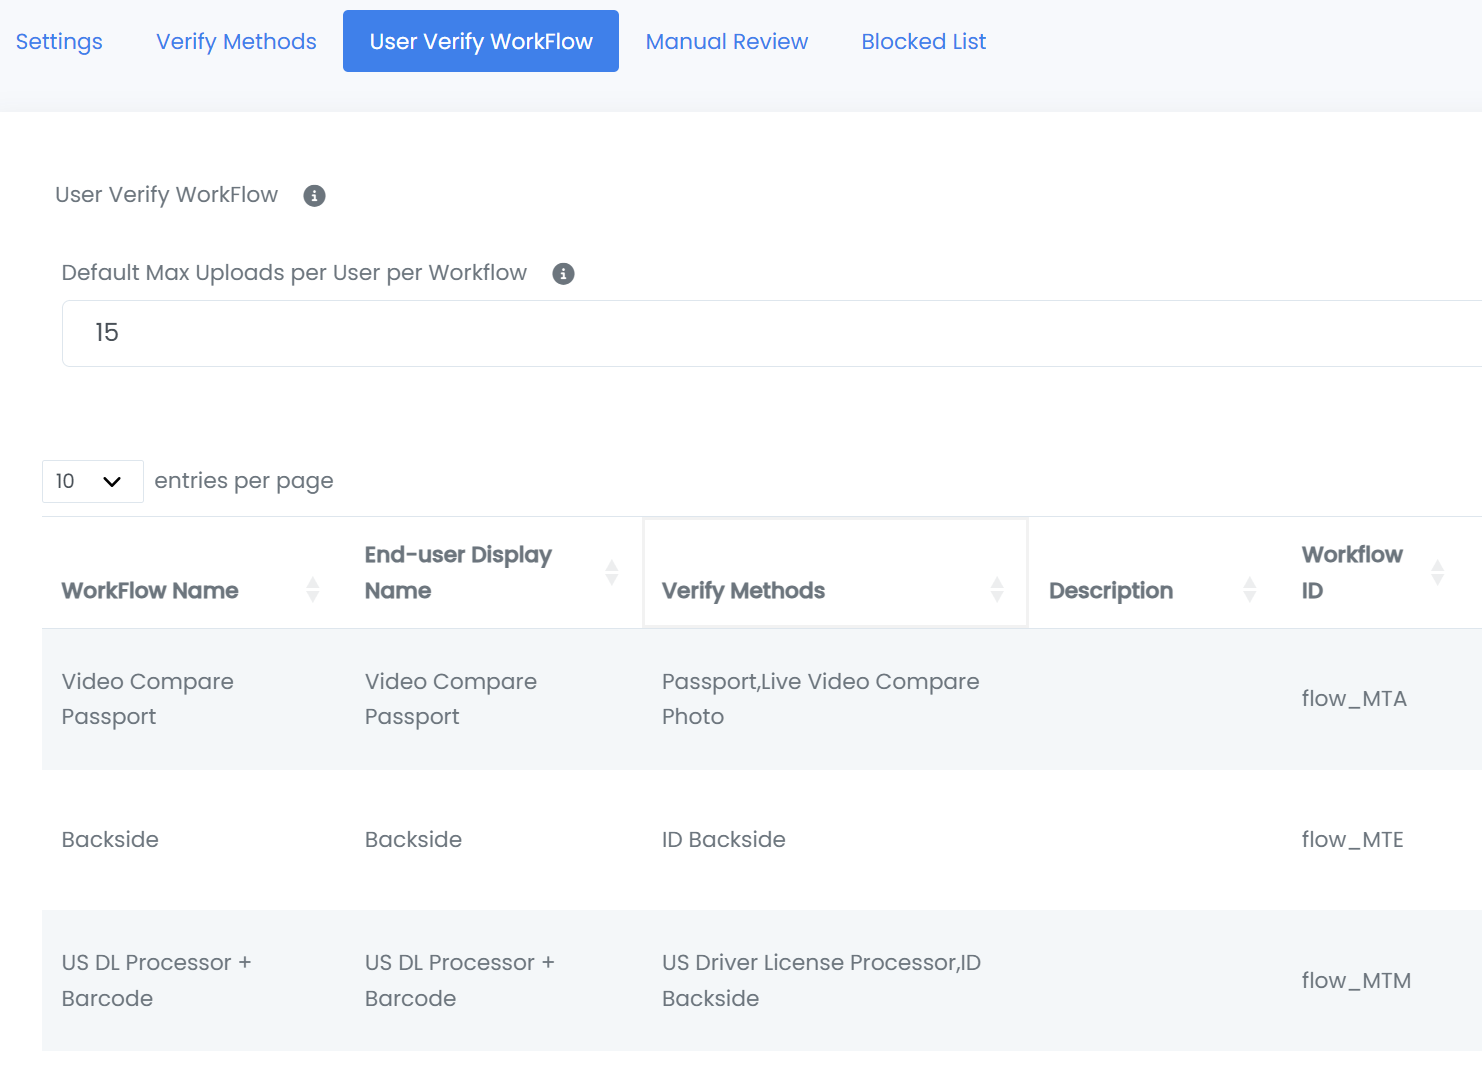 Settings Verify Methods User Verify WorkFlow Manual Review Blocked List
User Verify WorkFlow
Default Max Uploads per User per Workflow
15
10 entries per page
End-user Display Workflow
WorkFlow Name Name Verify Methods Description ID
Video Compare Video Compare Passport,Live Video Compare
Passport Passport Photo flow_MTA
Backside Backside ID Backside flow_MTE
US DL Processor + US DL Processor + US Driver License Processor,ID
Barcode Barcode Backside flow_MTM